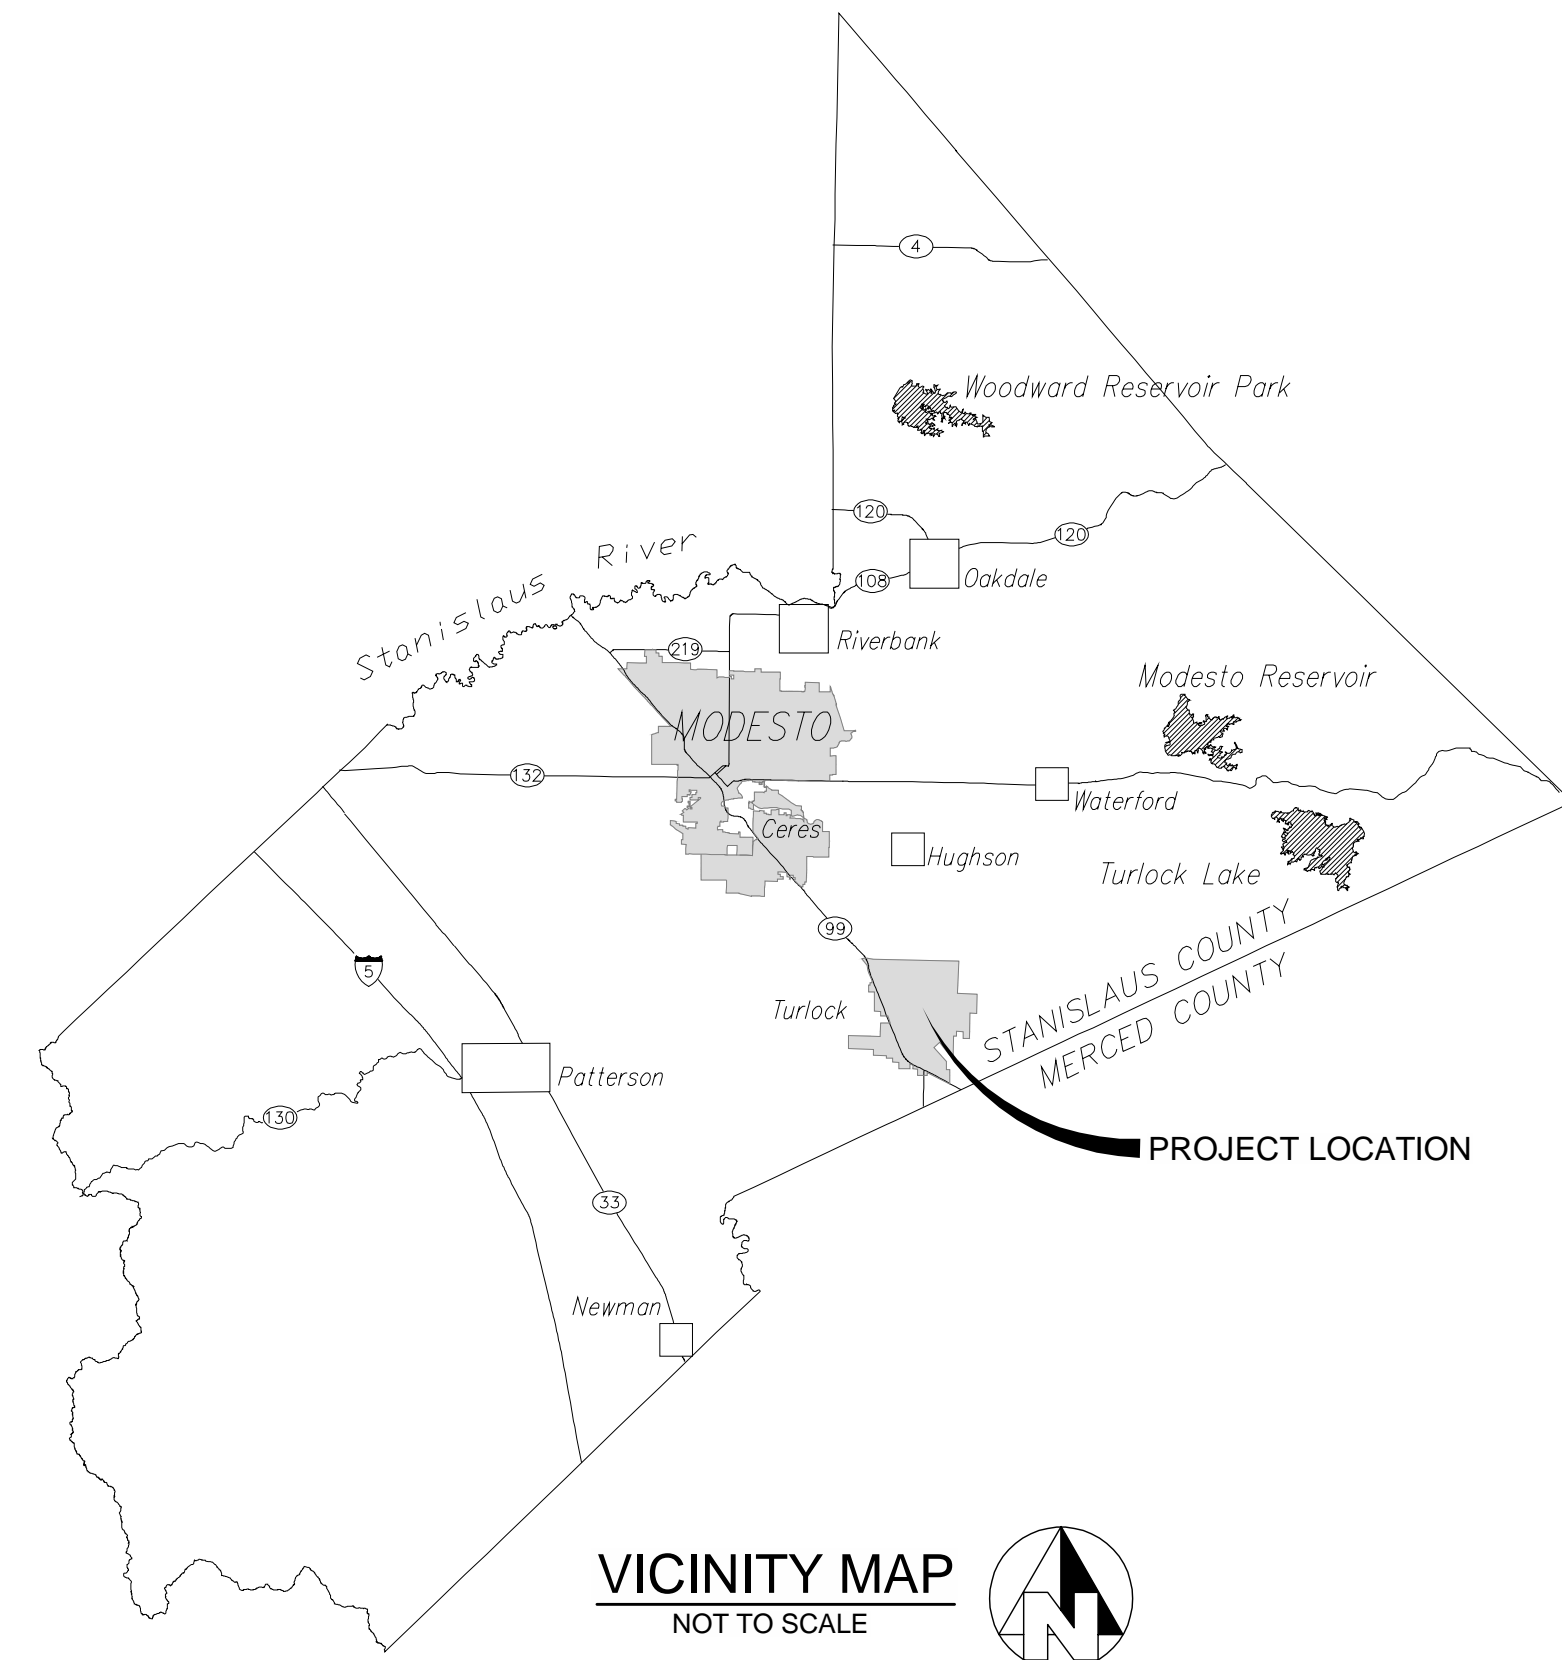 4
Woodward Reservoir Park
120
120
Stanislaus River
108
Oakdale
Riverbank
219
Modesto Reservoir
MODESTO
132
Waterford
Ceres
Hughson
Turlock Lake
99
STANISLAUS COUNTY
MERCED COUNTY
5
Turlock
Patterson
130
PROJECT LOCATION
33
Newman
VICINITY MAP
NOT TO SCALE
N